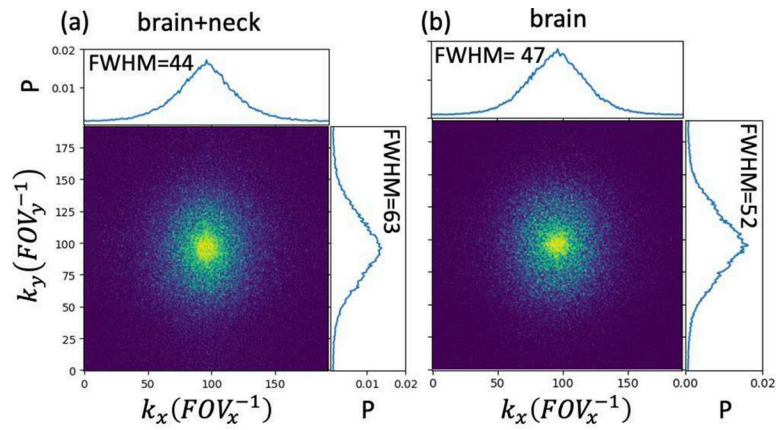 (a) brain+neck
(b) brain
0.02
0.01
P
FWHM=44
FWHM= 47
175
150
125
100
75
50
25
0
k_y(FOV_y^{-1})
FWHM=63
FWHM=52
0 50 100 150
0.01 0.02
0 50 100 150
0.00 0.02
k_x(FOV_x^{-1})
P
k_x(FOV_x^{-1})
P